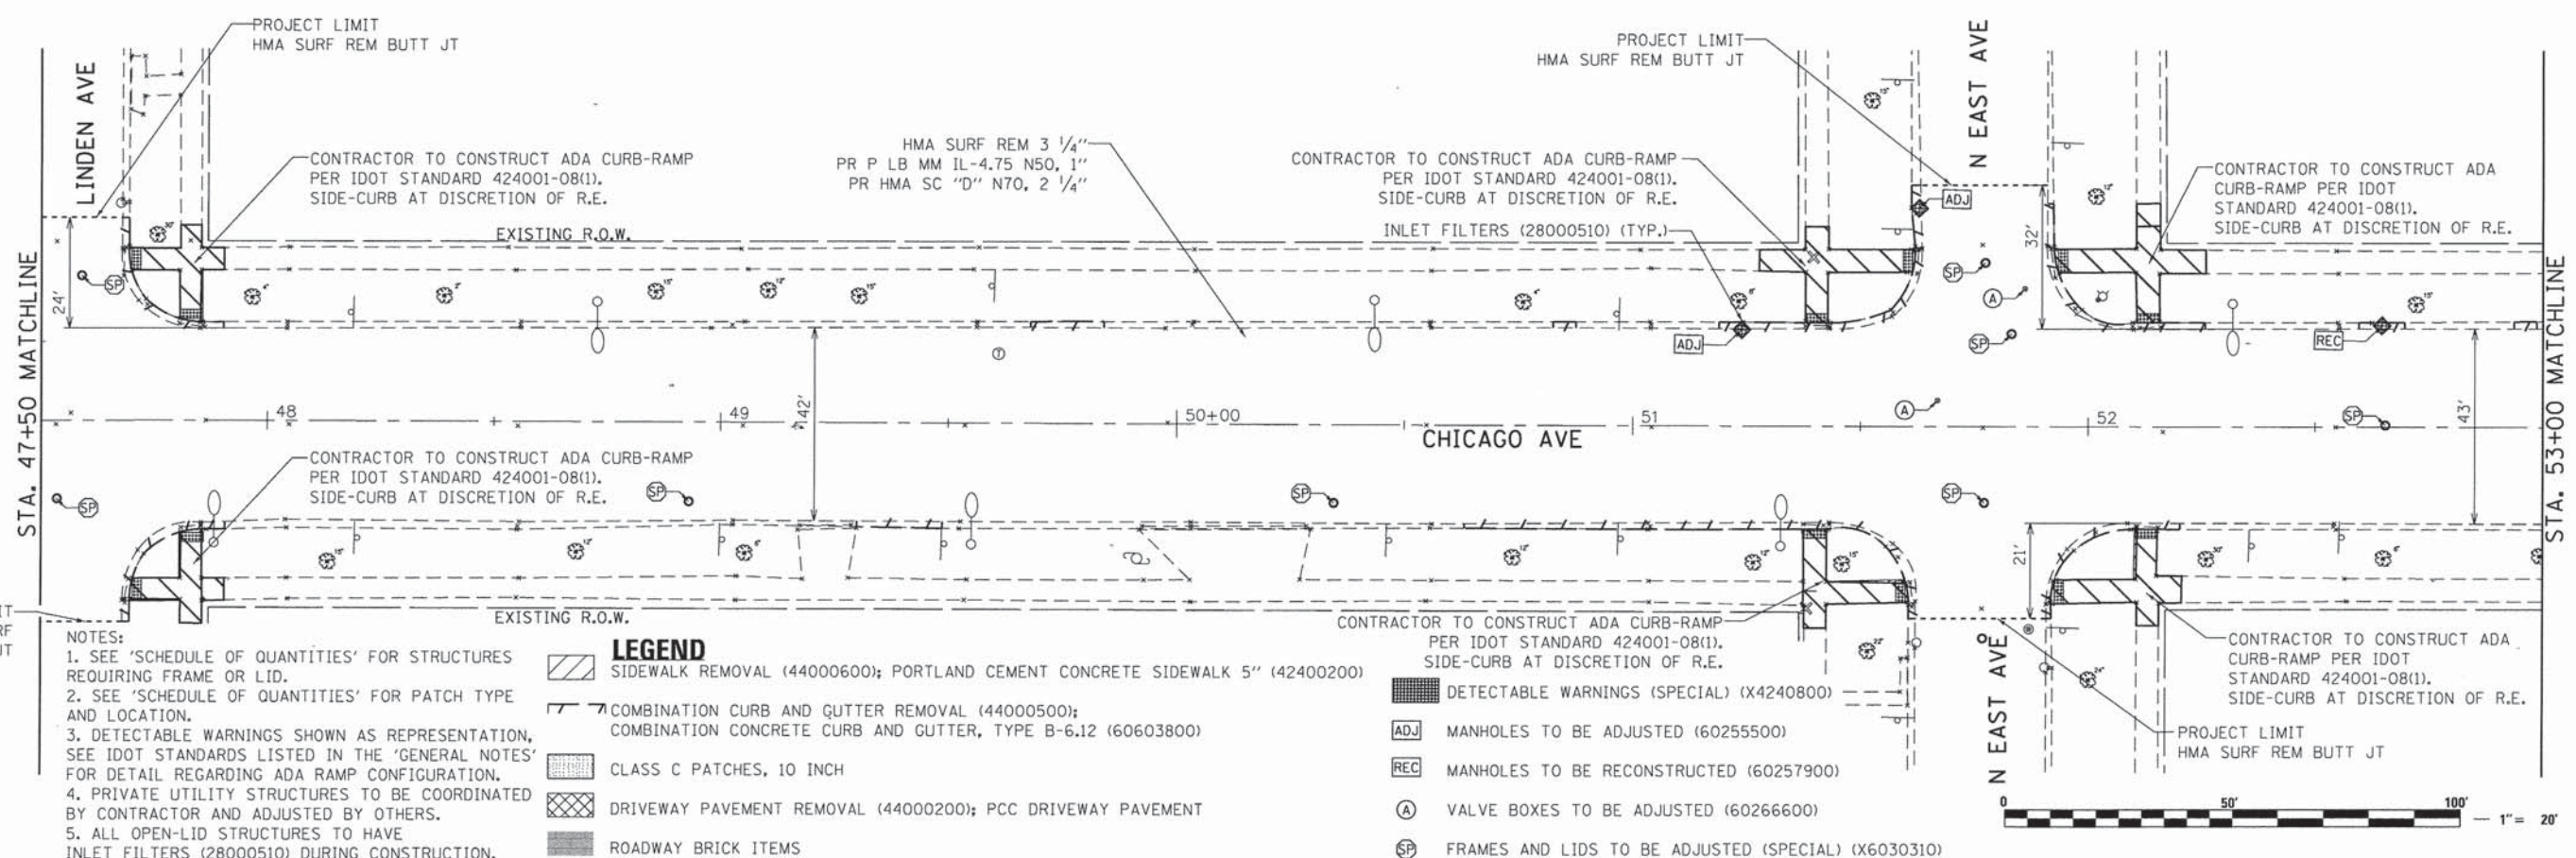 PROJECT LIMIT
HMA SURF REM BUTT JT
LINDEN AVE
CONTRACTOR TO CONSTRUCT ADA CURB-RAMP
PER IDOT STANDARD 424001-08(1).
SIDE-CURB AT DISCRETION OF R.E.
HMA SURF REM 3 1/4"
PR P LB MM IL-4.75 N50, 1"
PR HMA SC "D" N70, 2 1/4"
PROJECT LIMIT
HMA SURF REM BUTT JT
N EAST AVE
CONTRACTOR TO CONSTRUCT ADA CURB-RAMP
PER IDOT STANDARD 424001-08(1).
SIDE-CURB AT DISCRETION OF R.E.
INLET FILTERS (28000510) (TYP.)
ADJ
CONTRACTOR TO CONSTRUCT ADA
CURB-RAMP PER IDOT
STANDARD 424001-08(1).
SIDE-CURB AT DISCRETION OF R.E.
EXISTING R.O.W.
STA. 47+50 MATCHLINE
24'
SP
32'
SP
A
SP
ADJ
REC
STA. 53+00 MATCHLINE
T
48
49
42'
50+00
51
A
52
SP
43'
CHICAGO AVE
CONTRACTOR TO CONSTRUCT ADA CURB-RAMP
PER IDOT STANDARD 424001-08(1).
SIDE-CURB AT DISCRETION OF R.E.
SP
SP
SP
SP
21'
EXISTING R.O.W.
NOTES:
1. SEE 'SCHEDULE OF QUANTITIES' FOR STRUCTURES
REQUIRING FRAME OR LID.
2. SEE 'SCHEDULE OF QUANTITIES' FOR PATCH TYPE
AND LOCATION.
3. DETECTABLE WARNINGS SHOWN AS REPRESENTATION,
SEE IDOT STANDARDS LISTED IN THE 'GENERAL NOTES'
FOR DETAIL REGARDING ADA RAMP CONFIGURATION.
4. PRIVATE UTILITY STRUCTURES TO BE COORDINATED
BY CONTRACTOR AND ADJUSTED BY OTHERS.
5. ALL OPEN-LID STRUCTURES TO HAVE
INLET FILTERS (28000510) DURING CONSTRUCTION.
LEGEND
SIDEWALK REMOVAL (44000600); PORTLAND CEMENT CONCRETE SIDEWALK 5" (42400200)
COMBINATION CURB AND GUTTER REMOVAL (44000500);
COMBINATION CONCRETE CURB AND GUTTER, TYPE B-6.12 (60603800)
CLASS C PATCHES, 10 INCH
DRIVEWAY PAVEMENT REMOVAL (44000200); PCC DRIVEWAY PAVEMENT
ROADWAY BRICK ITEMS
CONTRACTOR TO CONSTRUCT ADA CURB-RAMP
PER IDOT STANDARD 424001-08(1).
SIDE-CURB AT DISCRETION OF R.E.
DETECTABLE WARNINGS (SPECIAL) (X4240800)
ADJ MANHOLES TO BE ADJUSTED (60255500)
REC MANHOLES TO BE RECONSTRUCTED (60257900)
A VALVE BOXES TO BE ADJUSTED (60266600)
SP FRAMES AND LIDS TO BE ADJUSTED (SPECIAL) (X6030310)
N EAST AVE
CONTRACTOR TO CONSTRUCT ADA
CURB-RAMP PER IDOT
STANDARD 424001-08(1).
SIDE-CURB AT DISCRETION OF R.E.
PROJECT LIMIT
HMA SURF REM BUTT JT
0 50' 100'
1" = 20'